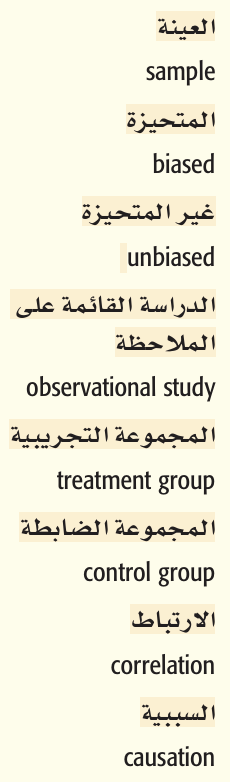 العينة
sample
المتحيزة
biased
غير المتحيزة
unbiased
الدراسة القائمة على
الملاحظة
observational study
المجموعة التجريبية
treatment group
المجموعة الضابطة
control group
الارتباط
correlation
السببية
causation